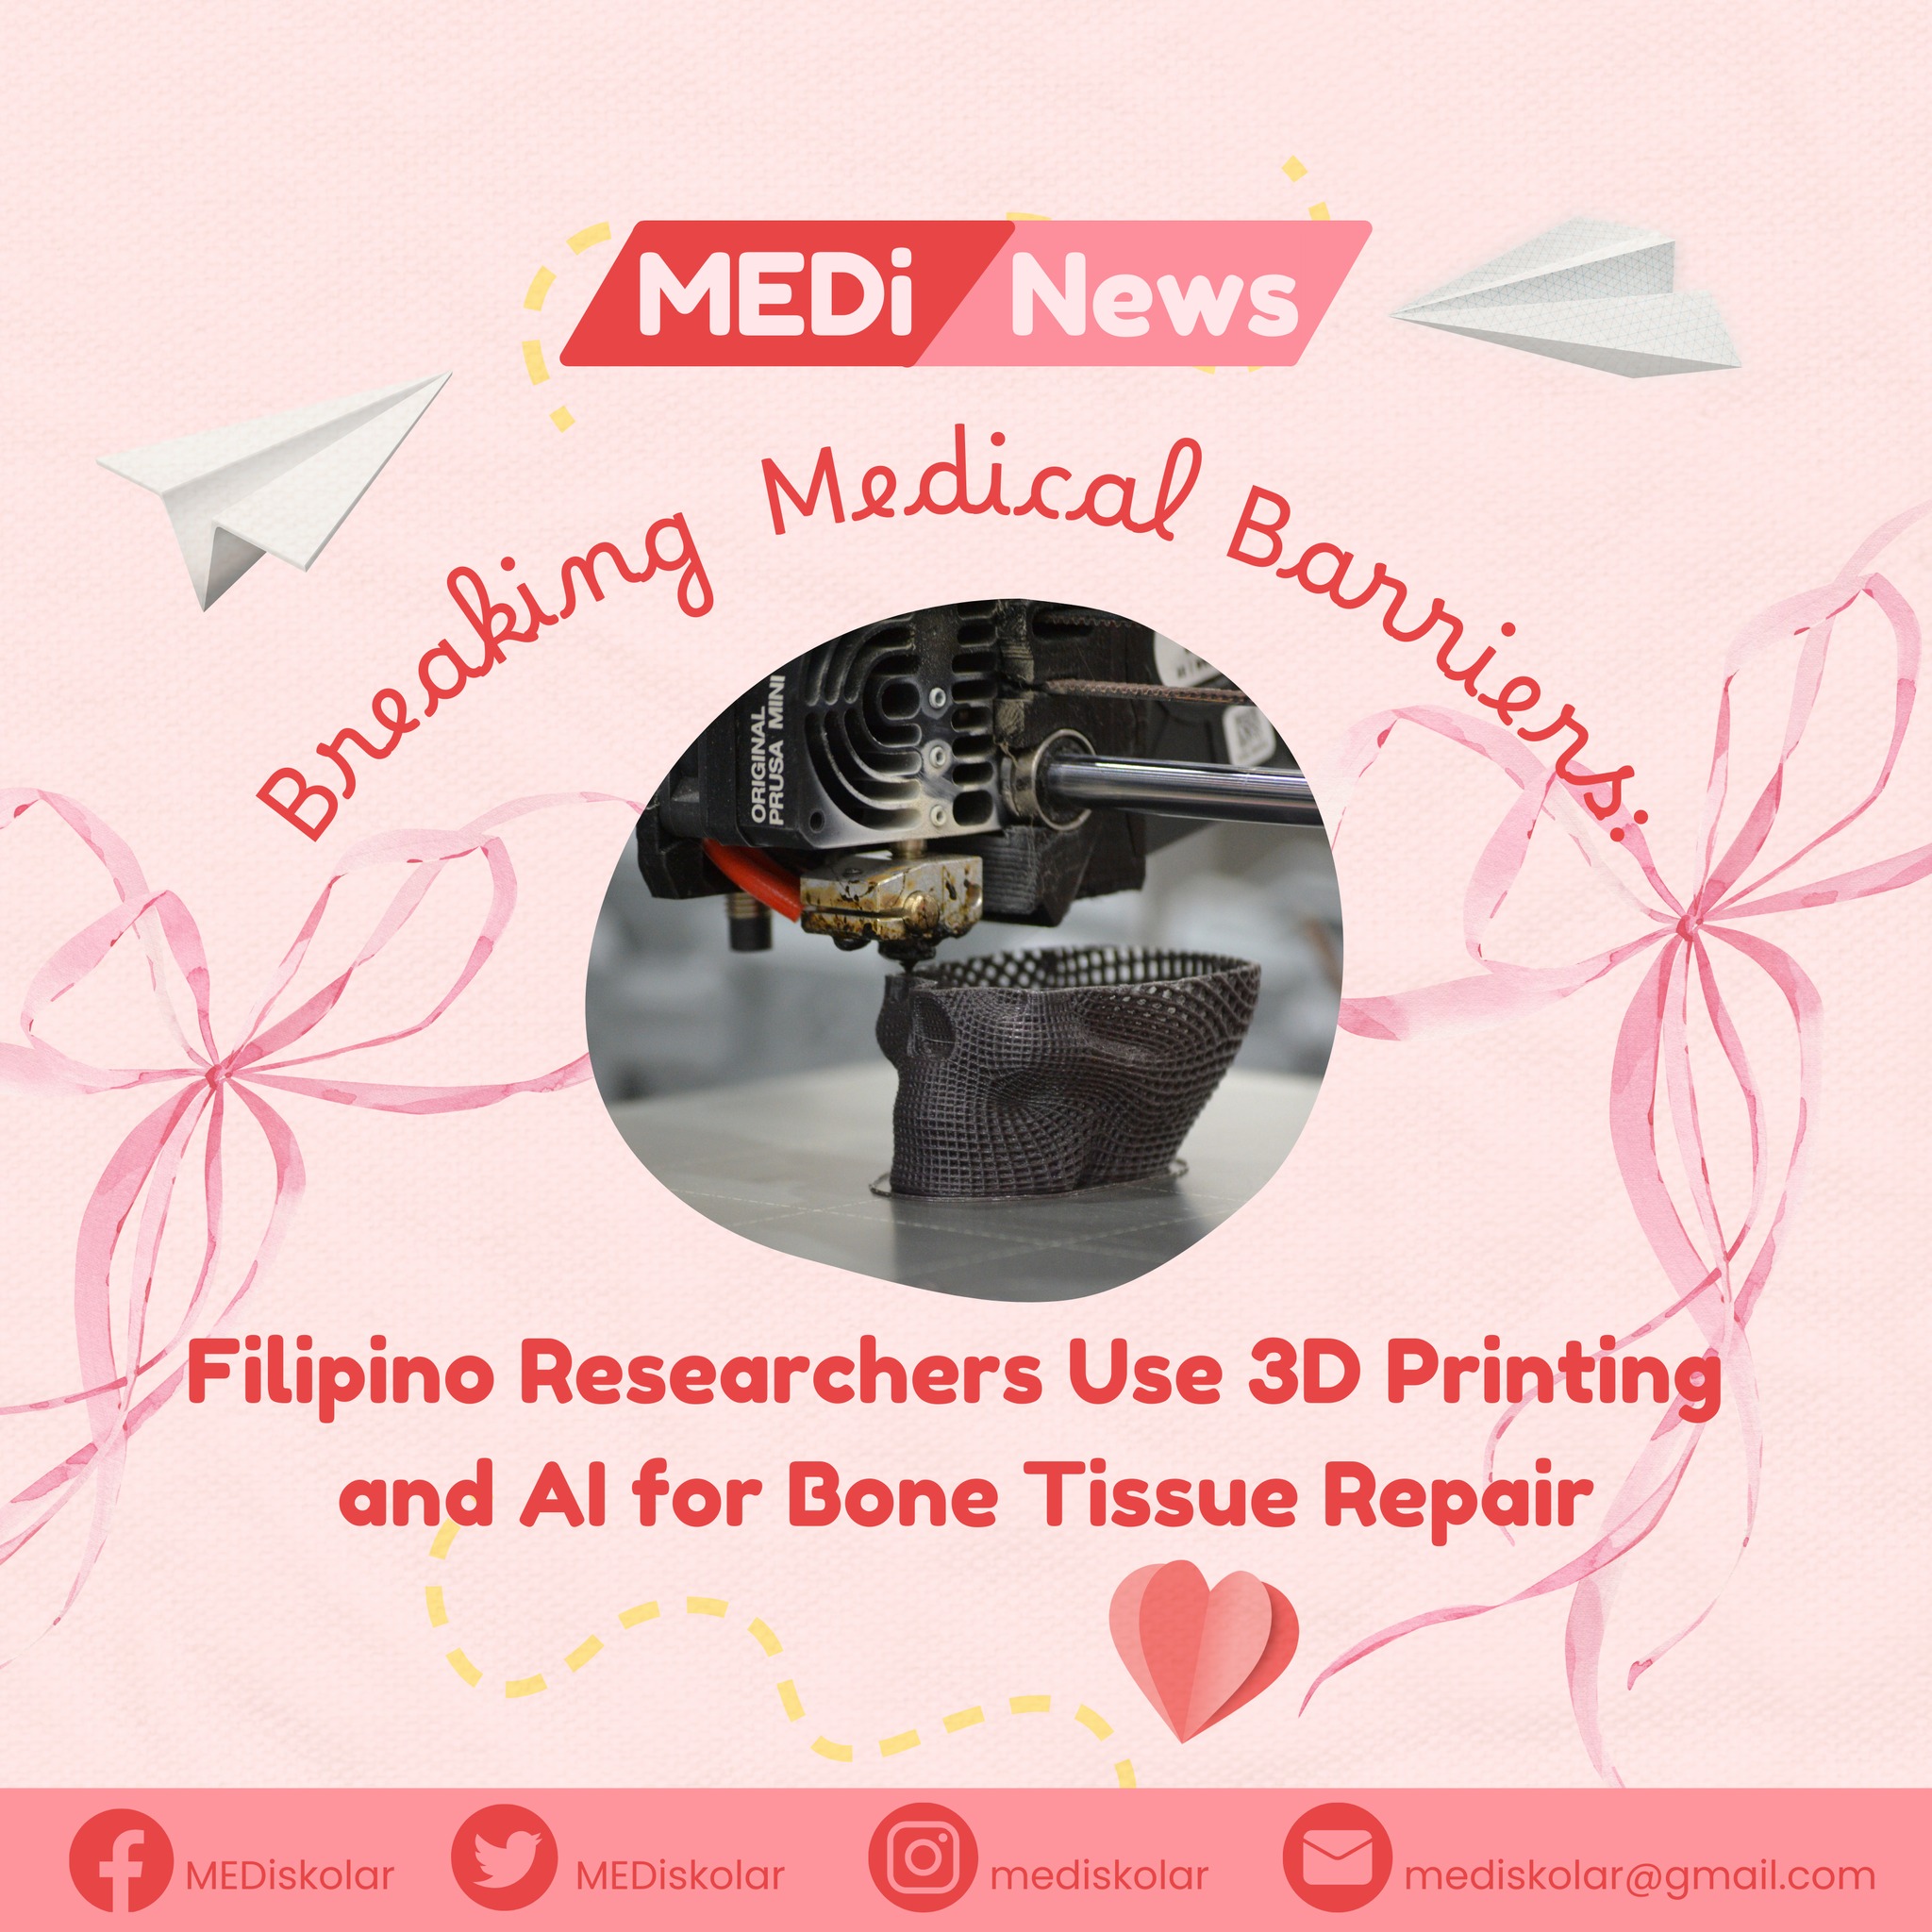 MEDi News
Breaking Medical Barriers:
ORIGINAL
PRUSA MINI
Filipino Researchers Use 3D Printing
and AI for Bone Tissue Repair
MEDiskolar
MEDiskolar
mediskolar
mediskolar@gmail.com